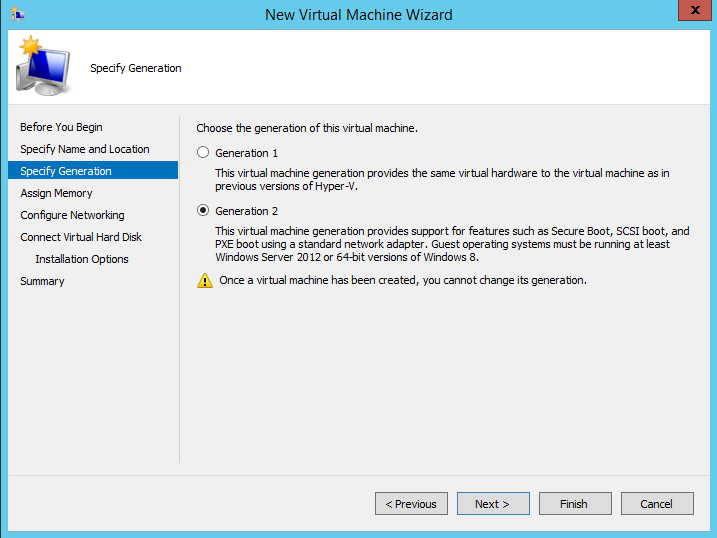 New Virtual Machine Wizard
x
Specify Generation
Before You Begin
Specify Name and Location
Specify Generation
Assign Memory
Configure Networking
Connect Virtual Hard Disk
Installation Options
Summary
Choose the generation of this virtual machine.
Generation 1
This virtual machine generation provides the same virtual hardware to the virtual machine as in
previous versions of Hyper-V.
Generation 2
This virtual machine generation provides support for features such as Secure Boot, SCSI boot, and
PXE boot using a standard network adapter. Guest operating systems must be running at least
Windows Server 2012 or 64-bit versions of Windows 8.
Once a virtual machine has been created, you cannot change its generation.
< Previous
Next >
Finish
Cancel